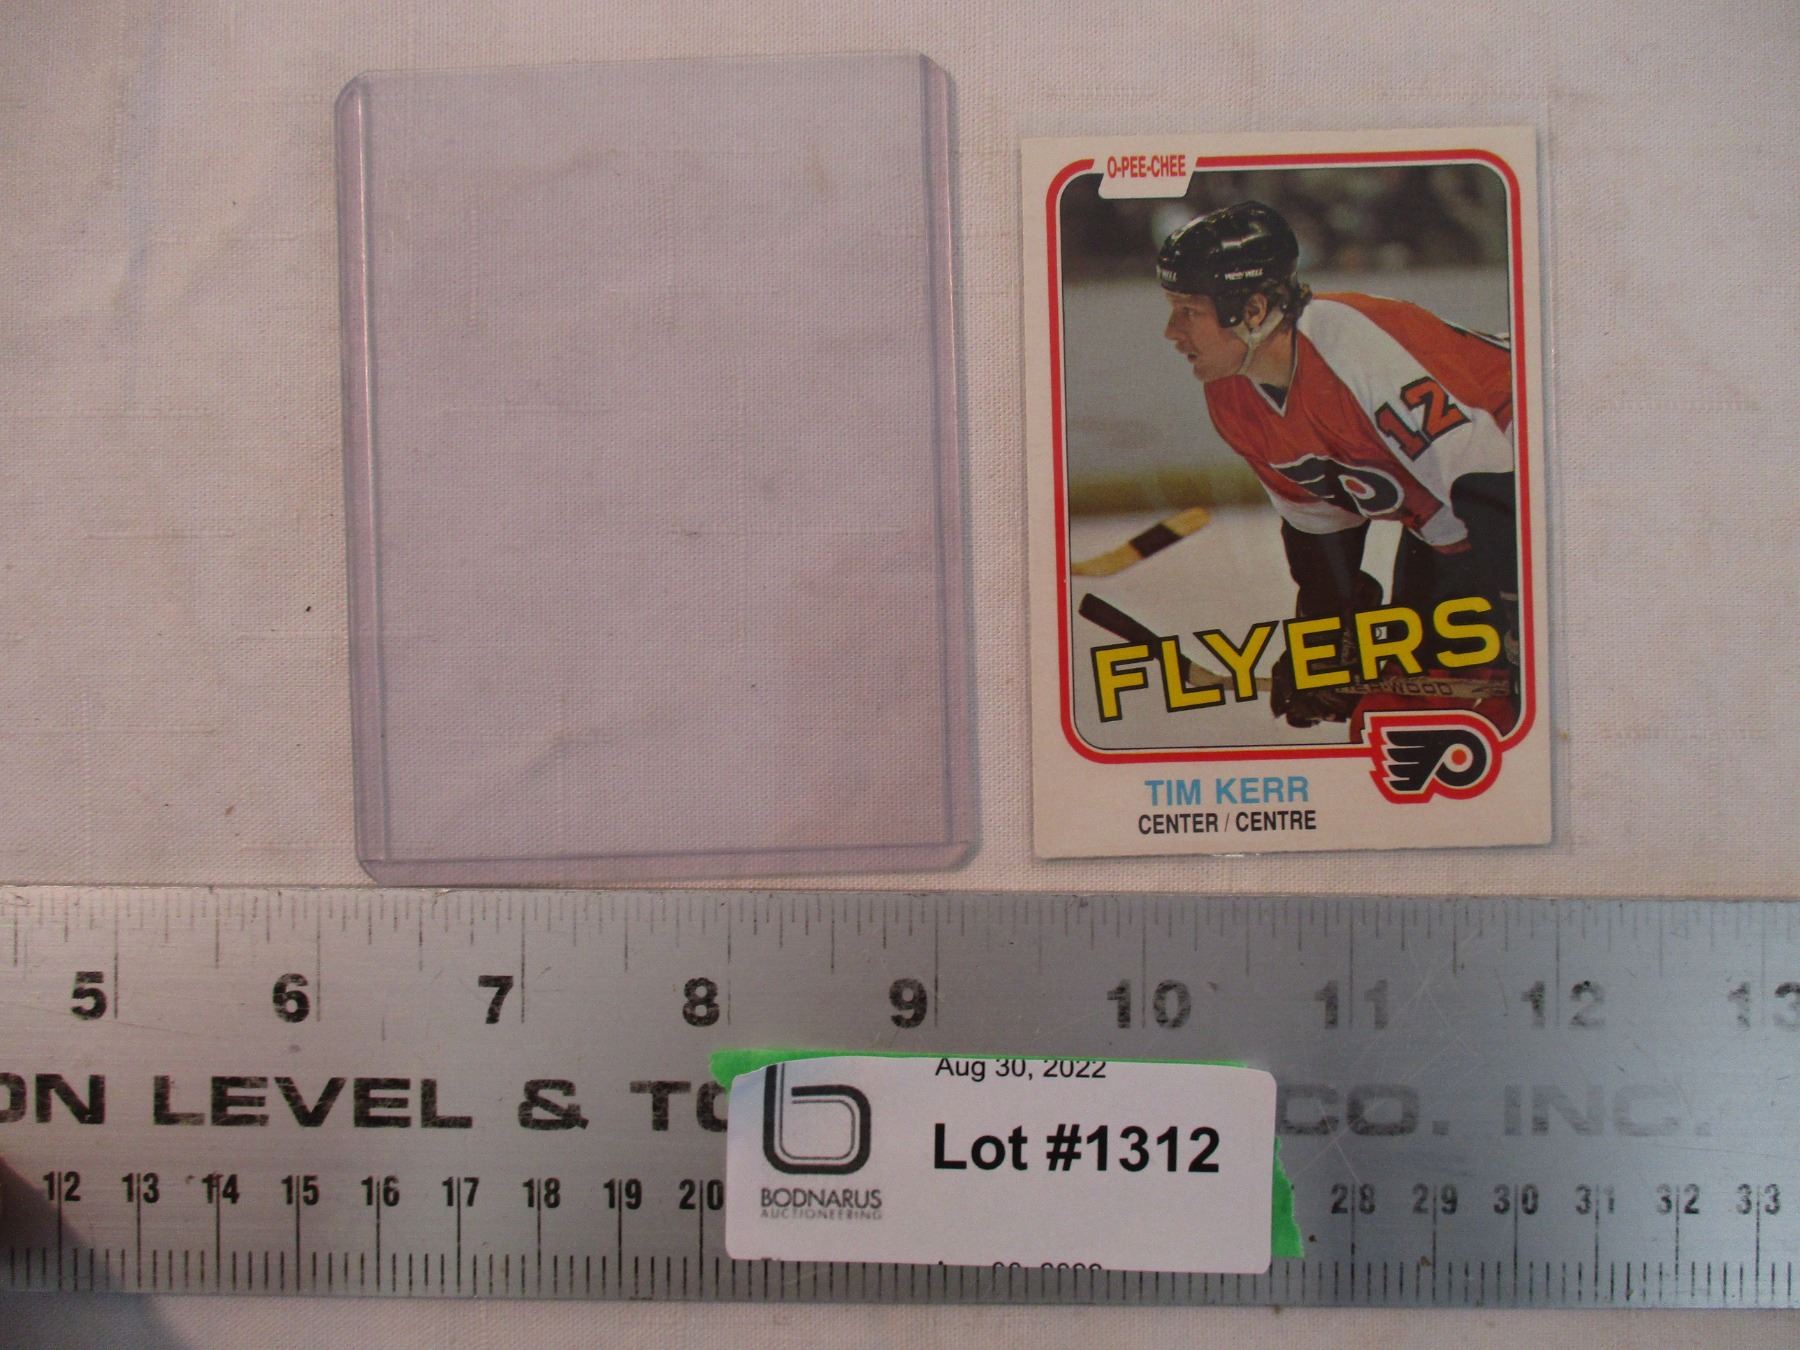 O-PEE-CHEE
WELL
12
FLYERS
TIM KERR
CENTER / CENTRE
5 6 7 8 9 10 11 12 13
ON LEVEL & TO CO. INC.
Aug 30, 2022
Lot #1312
BODNARUS
AUCTIONEERING
12 13 14 15 16 17 18 19 20 28 29 30 31 32 33